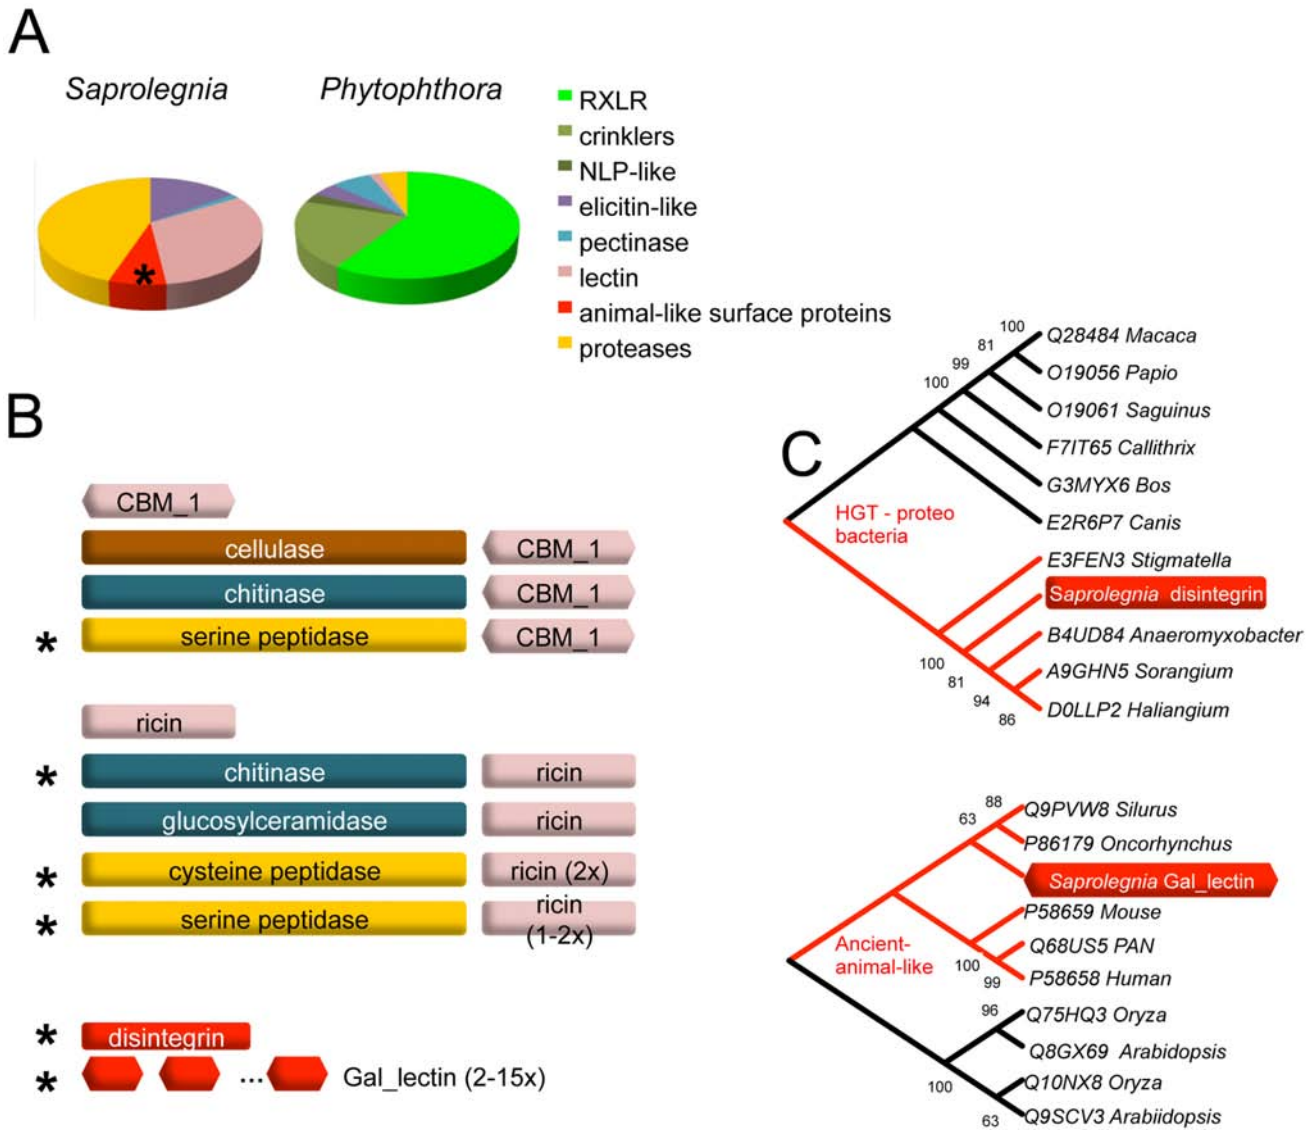 A
Saprolegnia
Phytophthora
RXLR
crinklers
NLP-like
elicitin-like
pectinase
lectin
animal-like surface proteins
proteases
*
B
CBM_1
cellulase CBM_1
chitinase CBM_1
* serine peptidase CBM_1
ricin
* chitinase ricin
glucosylceramidase ricin
* cysteine peptidase ricin (2x)
* serine peptidase ricin
(1-2x)
* disintegrin
* ... Gal_lectin (2-15x)
C
100
81
99
100
Q28484 Macaca
O19056 Papio
O19061 Saguinus
F7IT65 Callithrix
G3MYX6 Bos
E2R6P7 Canis
HGT - proteo
bacteria
E3FEN3 Stigmatella
Saprolegnia disintegrin
B4UD84 Anaeromyxobacter
A9GHN5 Sorangium
D0LLP2 Haliangium
100
81
94
86
88
63
Q9PVW8 Silurus
P86179 Oncorhynchus
Saprolegnia Gal_lectin
P58659 Mouse
Q68US5 PAN
P58658 Human
Ancient-
animal-like
100
99
96
Q75HQ3 Oryza
Q8GX69 Arabidopsis
Q10NX8 Oryza
Q9SCV3 Arabiidopsis
100
63